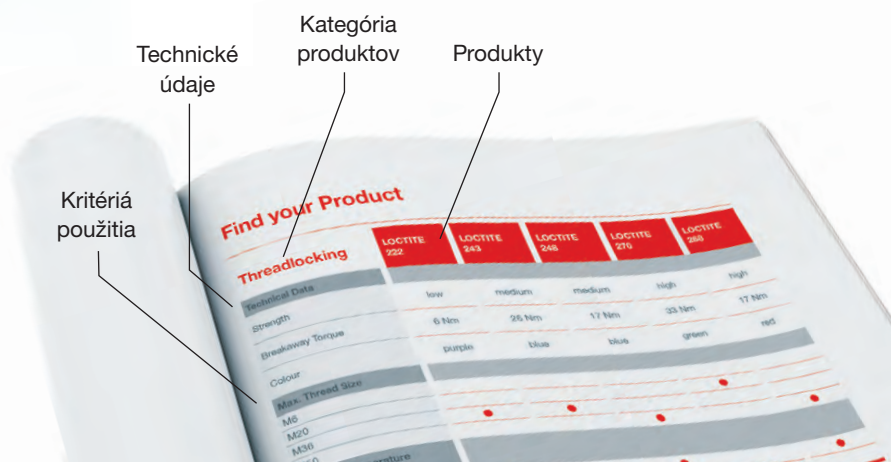 Kategória
produktov
Technické
údaje
Produkty
Kritériá
použitia
Find your Product
Threadlocking
LOCTITE
222
LOCTITE
243
LOCTITE
248
LOCTITE
270
LOCTITE
Technical Data
Strength
low medium medium high high
Breakaway Torque
6 Nm 26 Nm 17 Nm 33 Nm 17 Nm
Colour
purple blue blue green red
Max. Thread Size
M6
M20
M36